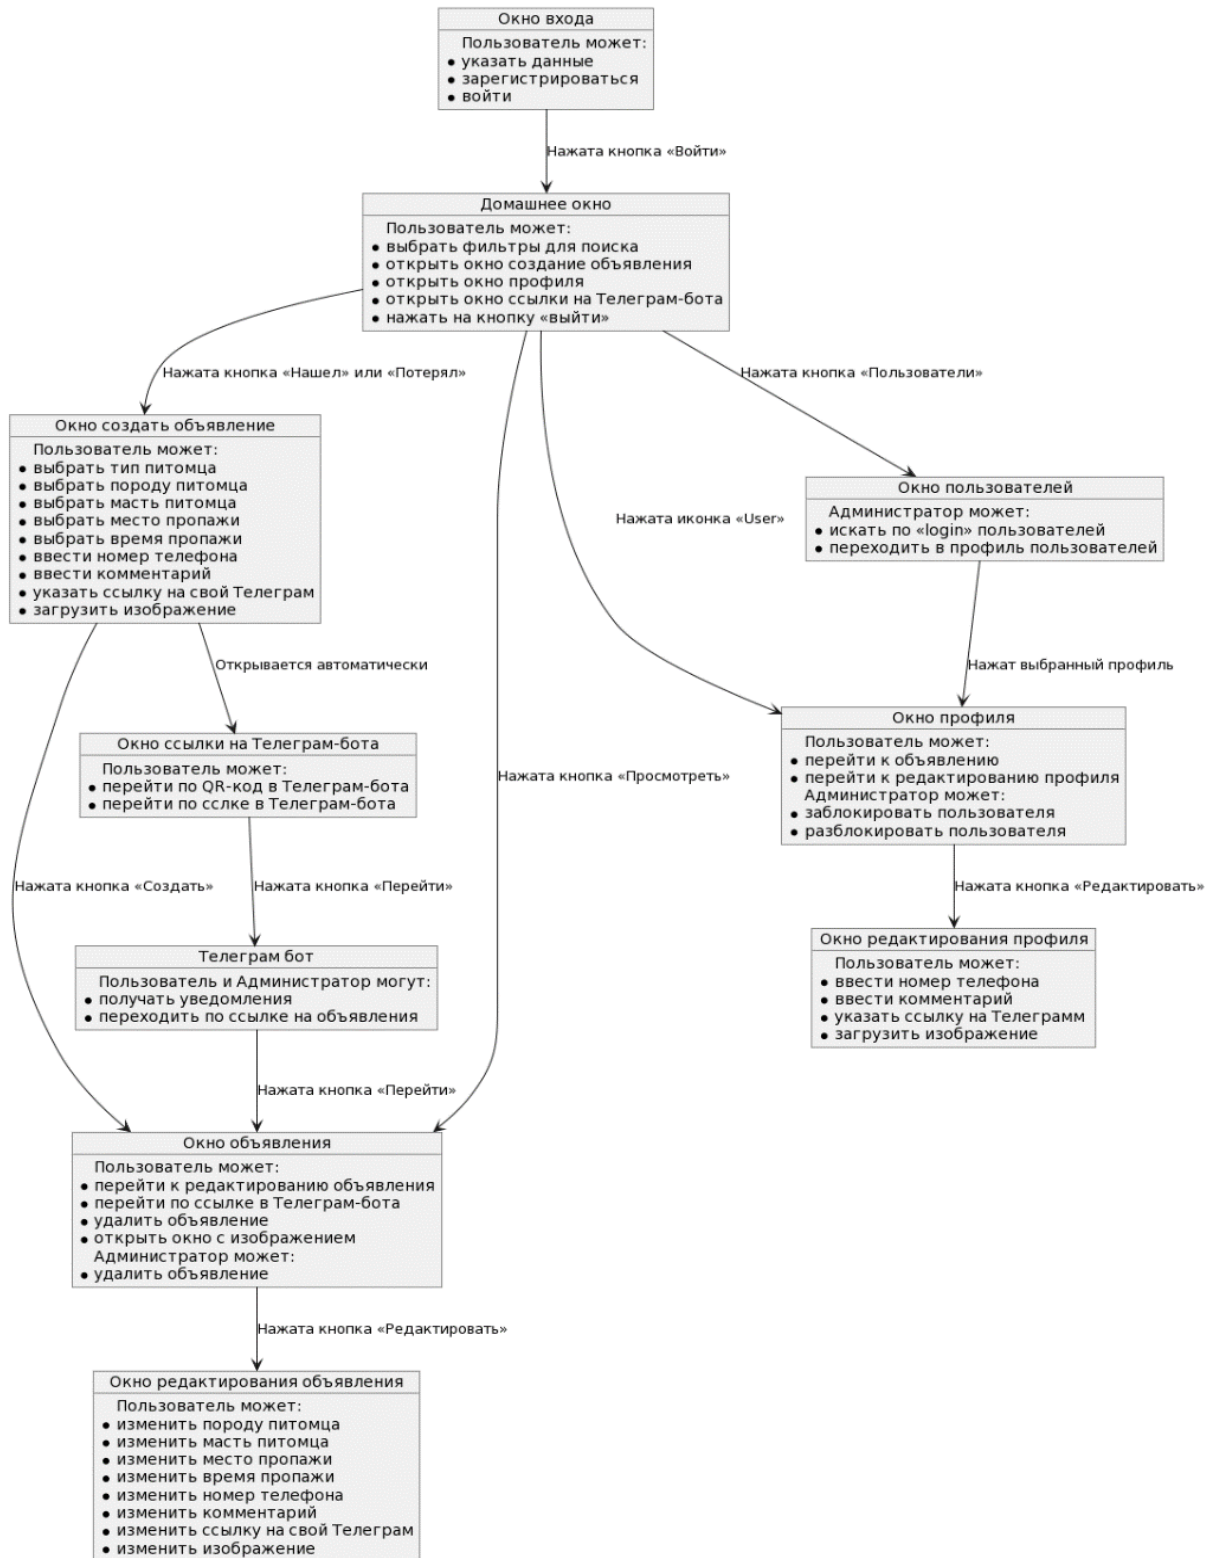 Окно входа
Пользователь может:
• указать данные
• зарегистрироваться
• войти
Нажата кнопка «Войти»
Домашнее окно
Пользователь может:
• выбрать фильтры для поиска
• открыть окно создание объявления
• открыть окно профиля
• открыть окно ссылки на Телеграм-бота
• нажать на кнопку «выйти»
Нажата кнопка «Нашел» или «Потерял»
Нажата кнопка «Пользователи»
Окно создать объявление
Пользователь может:
• выбрать тип питомца
• выбрать породу питомца
• выбрать масть питомца
• выбрать место пропажи
• выбрать время пропажи
• ввести номер телефона
• ввести комментарий
• указать ссылку на свой Телеграм
• загрузить изображение
Нажата иконка «User»
Окно пользователей
Администратор может:
• искать по «login» пользователей
• переходить в профиль пользователей
Открывается автоматически
Нажат выбранный профиль
Окно ссылки на Телеграм-бота
Пользователь может:
• перейти по QR-код в Телеграм-бота
• перейти по сслке в Телеграм-бота
Нажата кнопка «Просмотреть»
Окно профиля
Пользователь может:
• перейти к объявлению
• перейти к редактированию профиля
Администратор может:
• заблокировать пользователя
• разблокировать пользователя
Нажата кнопка «Создать»
Нажата кнопка «Перейти»
Нажата кнопка «Редактировать»
Телеграм бот
Пользователь и Администратор могут:
• получать уведомления
• переходить по ссылке на объявления
Окно редактирования профиля
Пользователь может:
• ввести номер телефона
• ввести комментарий
• указать ссылку на Телеграмм
• загрузить изображение
Нажата кнопка «Перейти»
Окно объявления
Пользователь может:
• перейти к редактированию объявления
• перейти по ссылке в Телеграм-бота
• удалить объявление
• открыть окно с изображением
Администратор может:
• удалить объявление
Нажата кнопка «Редактировать»
Окно редактирования объявления
Пользователь может:
• изменить породу питомца
• изменить масть питомца
• изменить место пропажи
• изменить время пропажи
• изменить номер телефона
• изменить комментарий
• изменить ссылку на свой Телеграм
• изменить изображение